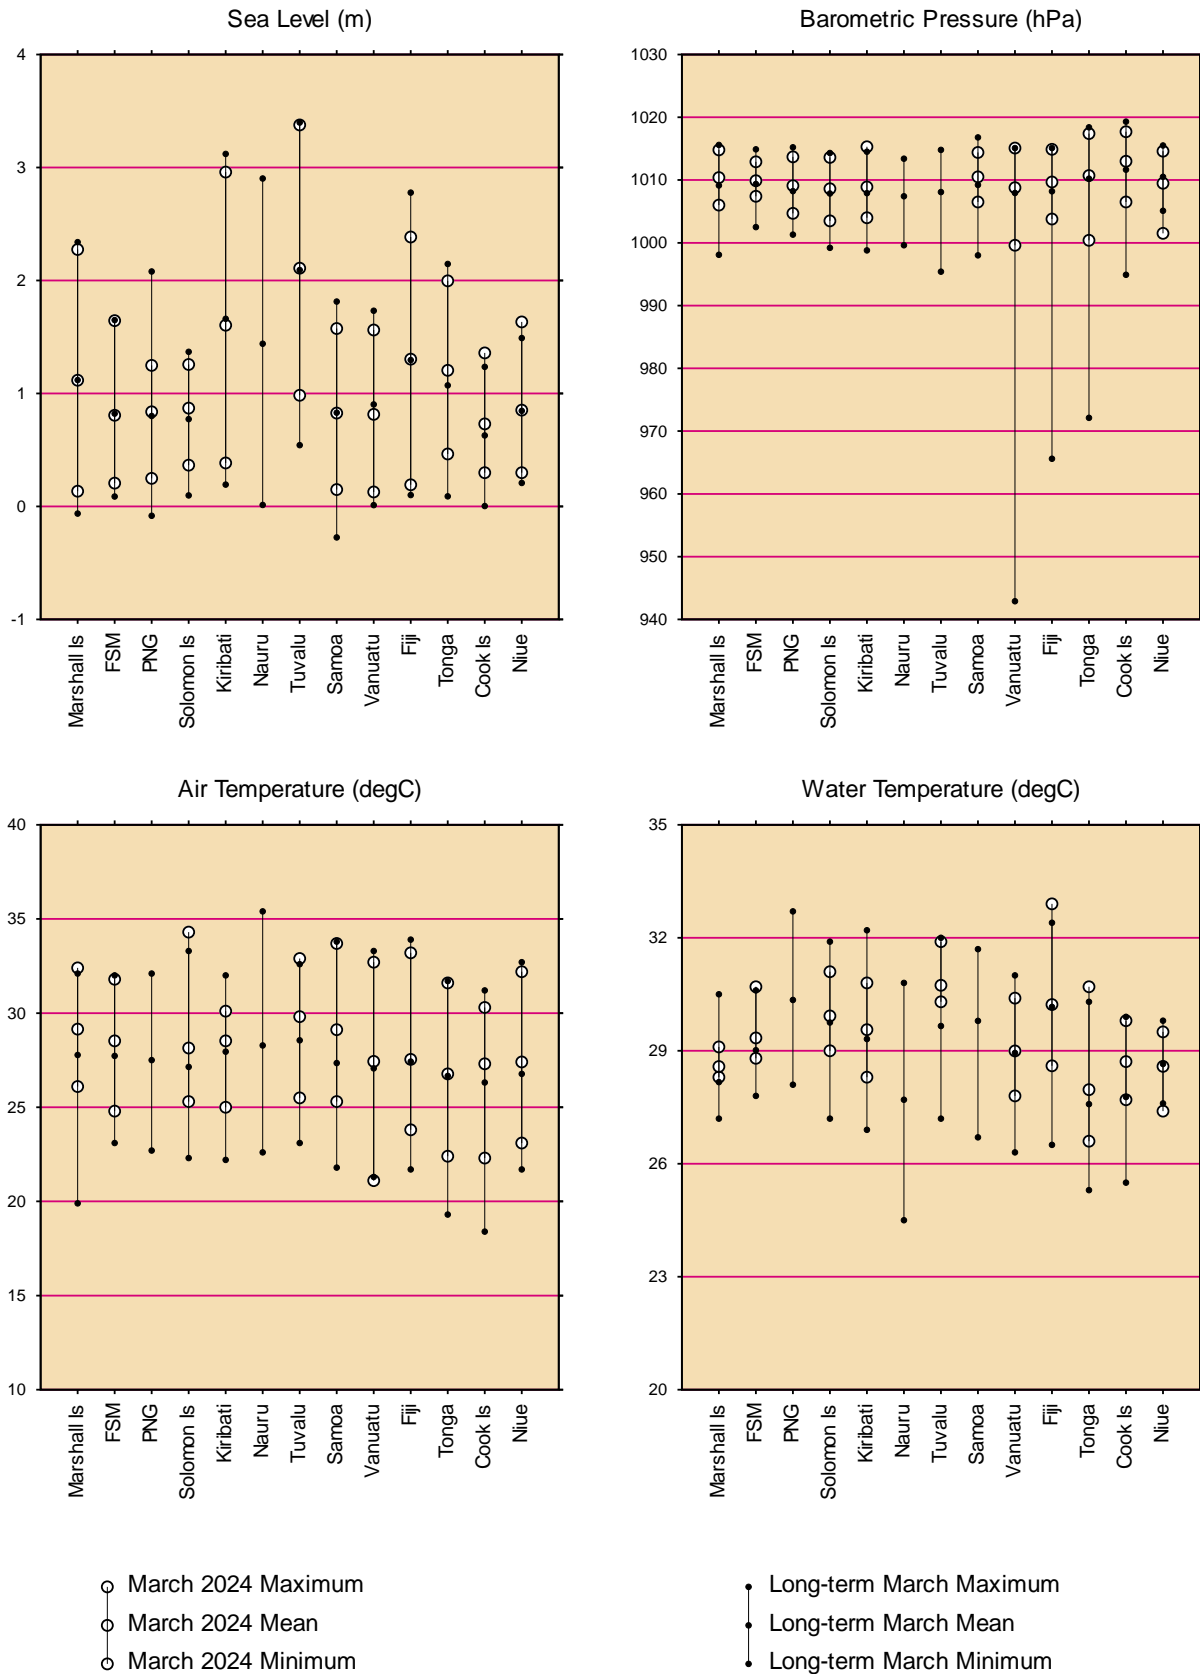 Sea Level (m)
4
3
2
1
0
-1
Marshall Is
FSM
PNG
Solomon Is
Kiribati
Nauru
Tuvalu
Samoa
Vanuatu
Fiji
Tonga
Cook Is
Niue
Barometric Pressure (hPa)
1030
1020
1010
1000
990
980
970
960
950
940
Marshall Is
FSM
PNG
Solomon Is
Kiribati
Nauru
Tuvalu
Samoa
Vanuatu
Fiji
Tonga
Cook Is
Niue
Air Temperature (degC)
40
35
30
25
20
15
10
Marshall Is
FSM
PNG
Solomon Is
Kiribati
Nauru
Tuvalu
Samoa
Vanuatu
Fiji
Tonga
Cook Is
Niue
Water Temperature (degC)
35
32
29
26
23
20
Marshall Is
FSM
PNG
Solomon Is
Kiribati
Nauru
Tuvalu
Samoa
Vanuatu
Fiji
Tonga
Cook Is
Niue
March 2024 Maximum
March 2024 Mean
March 2024 Minimum
Long-term March Maximum
Long-term March Mean
Long-term March Minimum